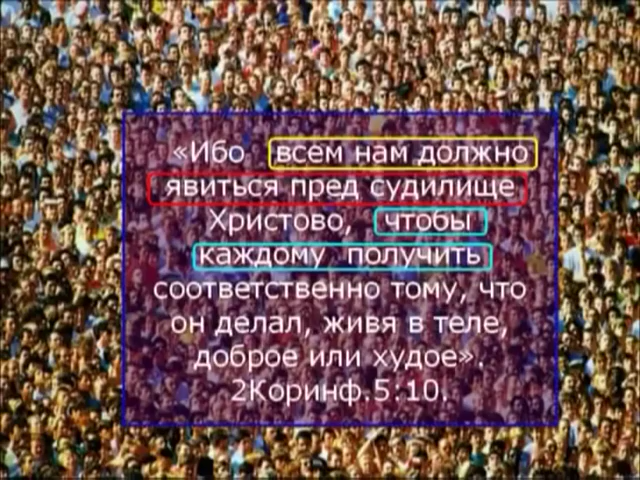 «Ибо всем нам должно
явиться пред судилище
Христово, чтобы
каждому получить
соответственно тому, что
он делал, живя в теле,
доброе или худое».
2Коринф.5:10.